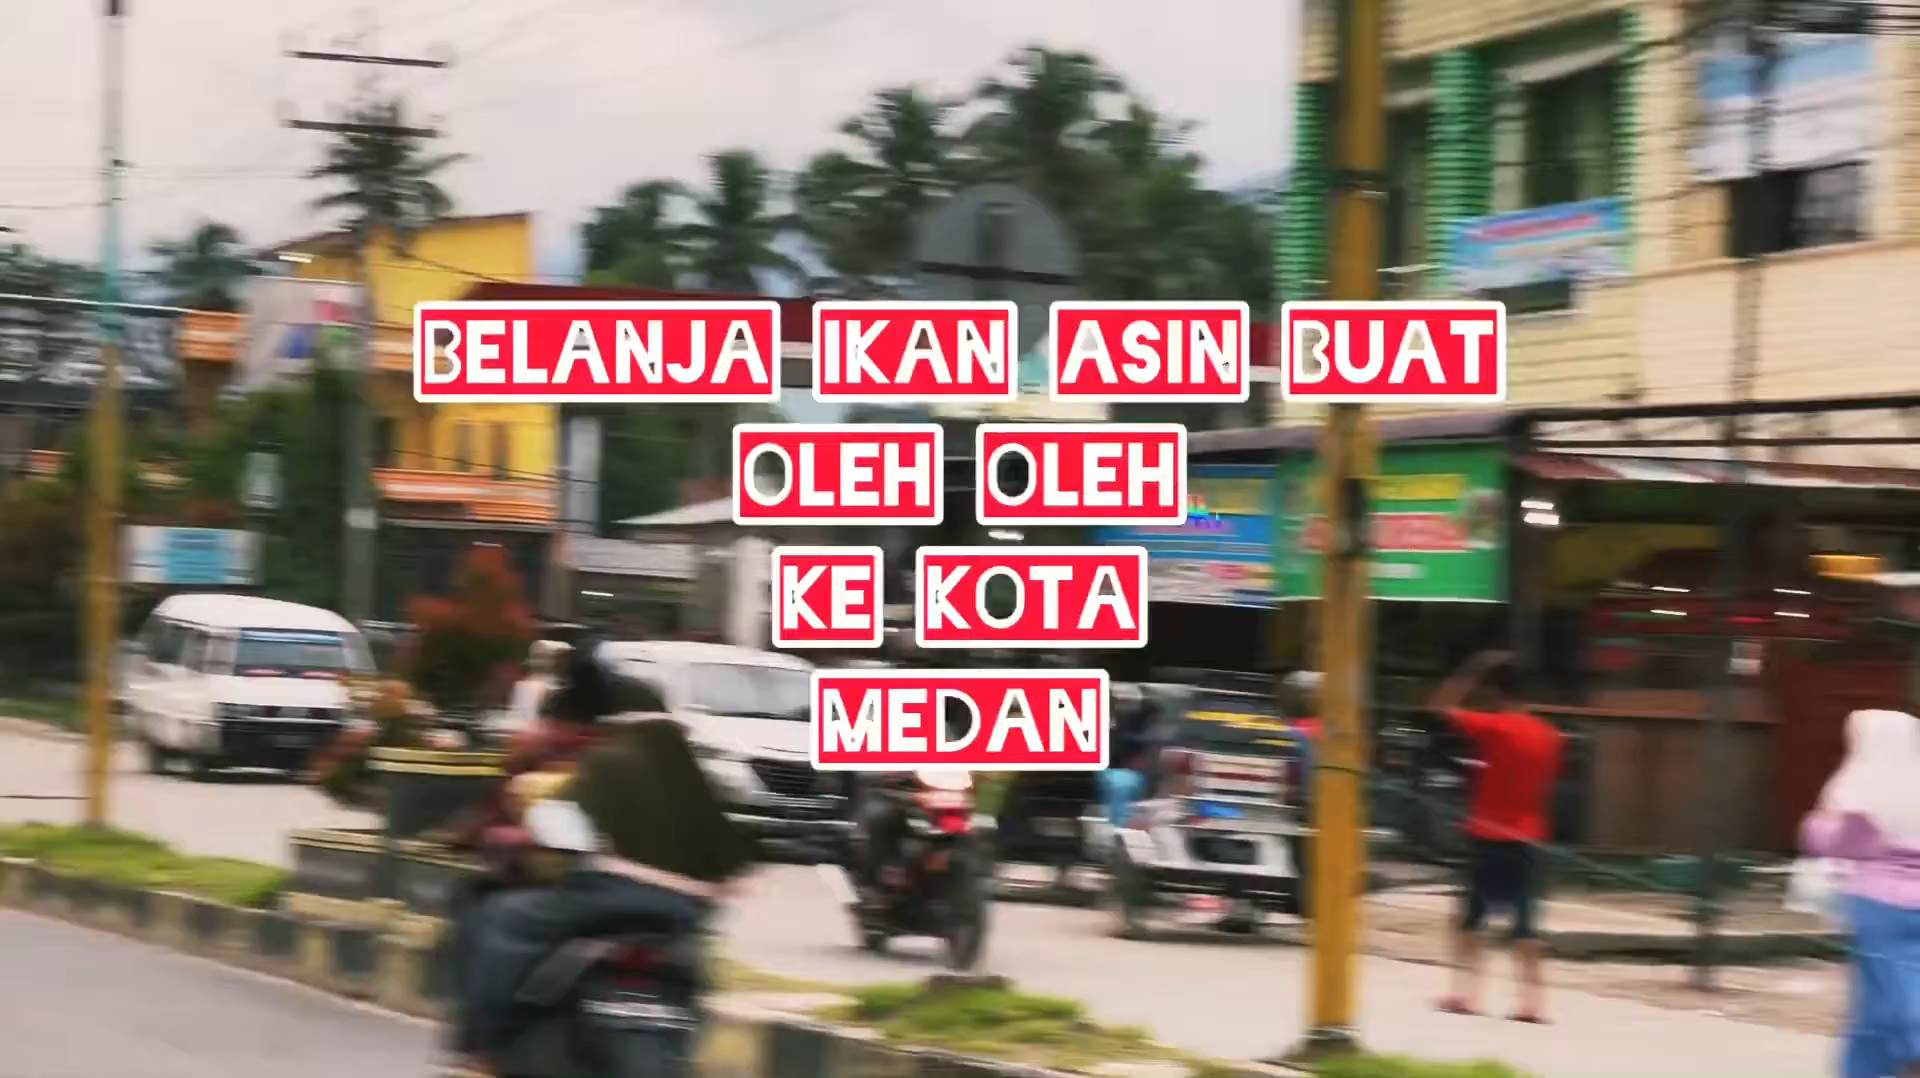 BELANJA IKAN ASIN BUAT
OLEH OLEH
KE KOTA
MEDAN